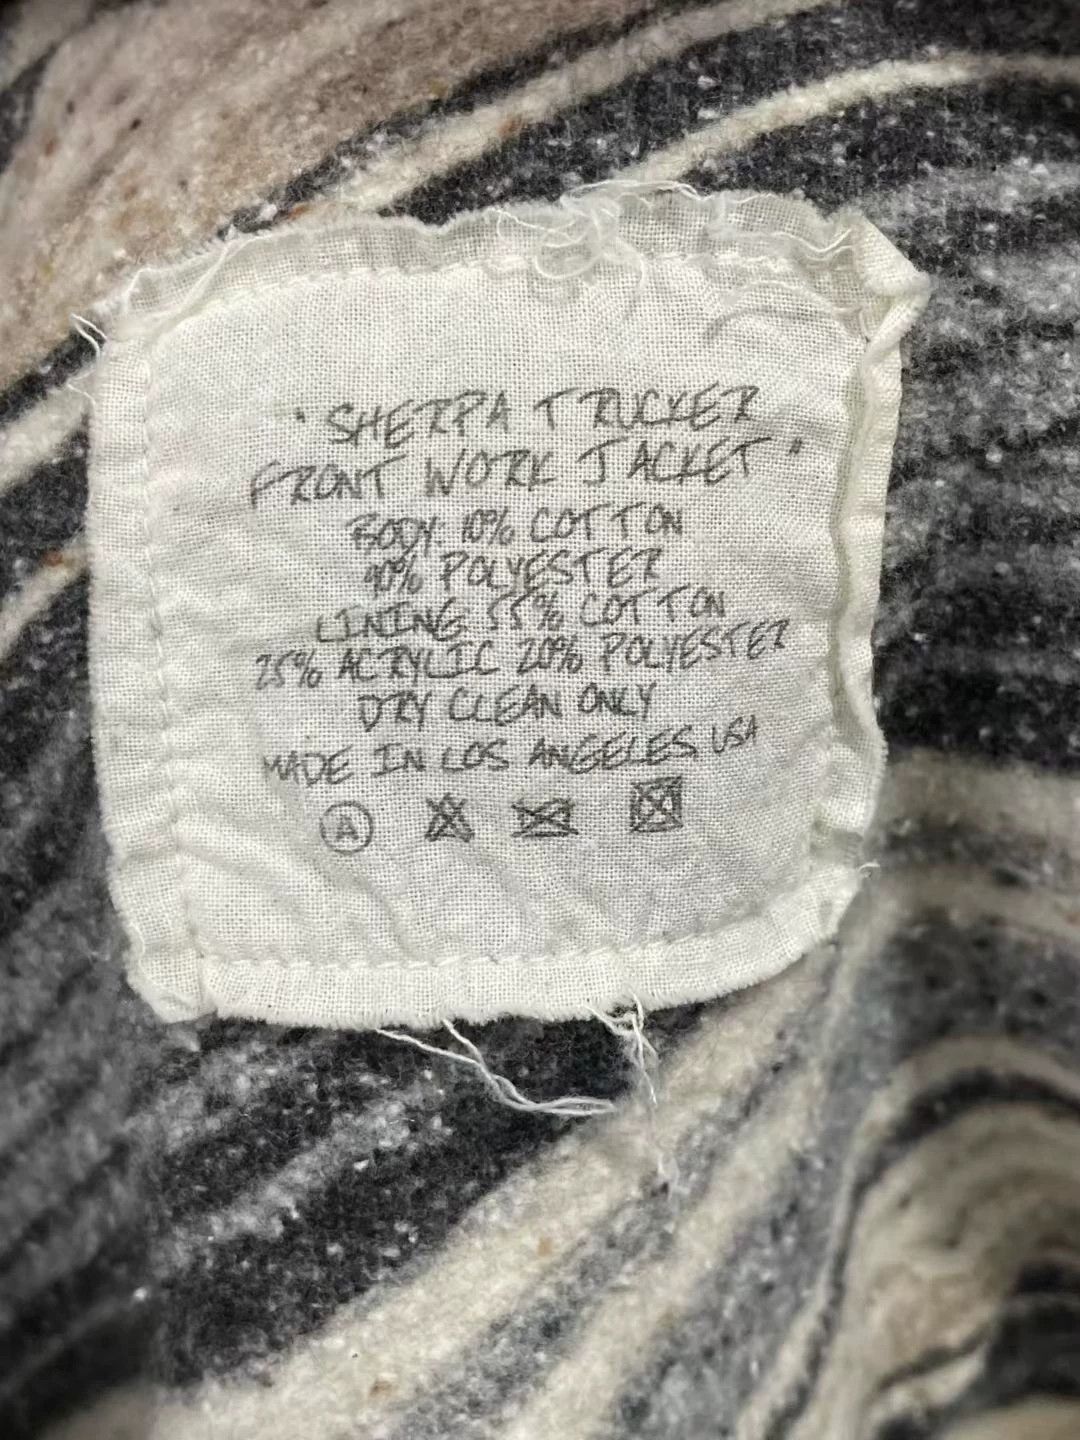 "SHERPA TRUCKER
FRONT WORK JACKET"
BODY: 10% COTTON
90% POLYESTER
LINING: 55% COTTON
25% ACRYLIC 20% POLYESTER
DRY CLEAN ONLY
MADE IN LOS ANGELES USA
A